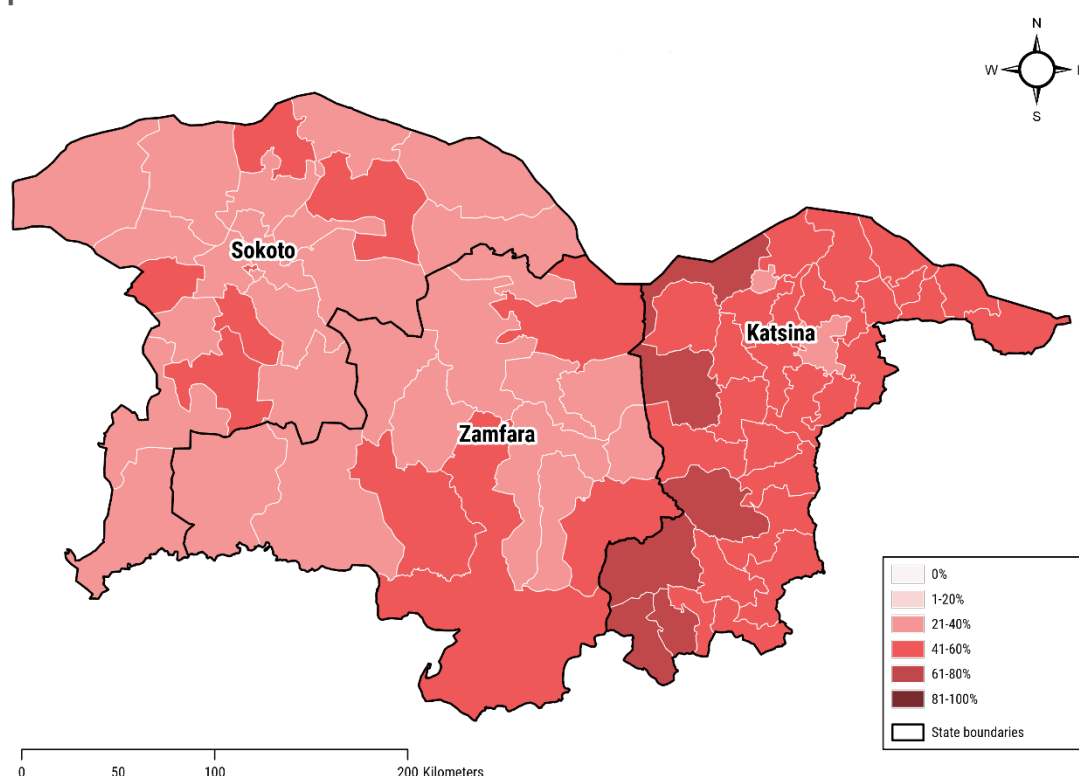 N
W
S
Sokoto
Katsina
Zamfara
0%
1-20%
21-40%
41-60%
61-80%
81-100%
State boundaries
0 50 100 200 Kilometers